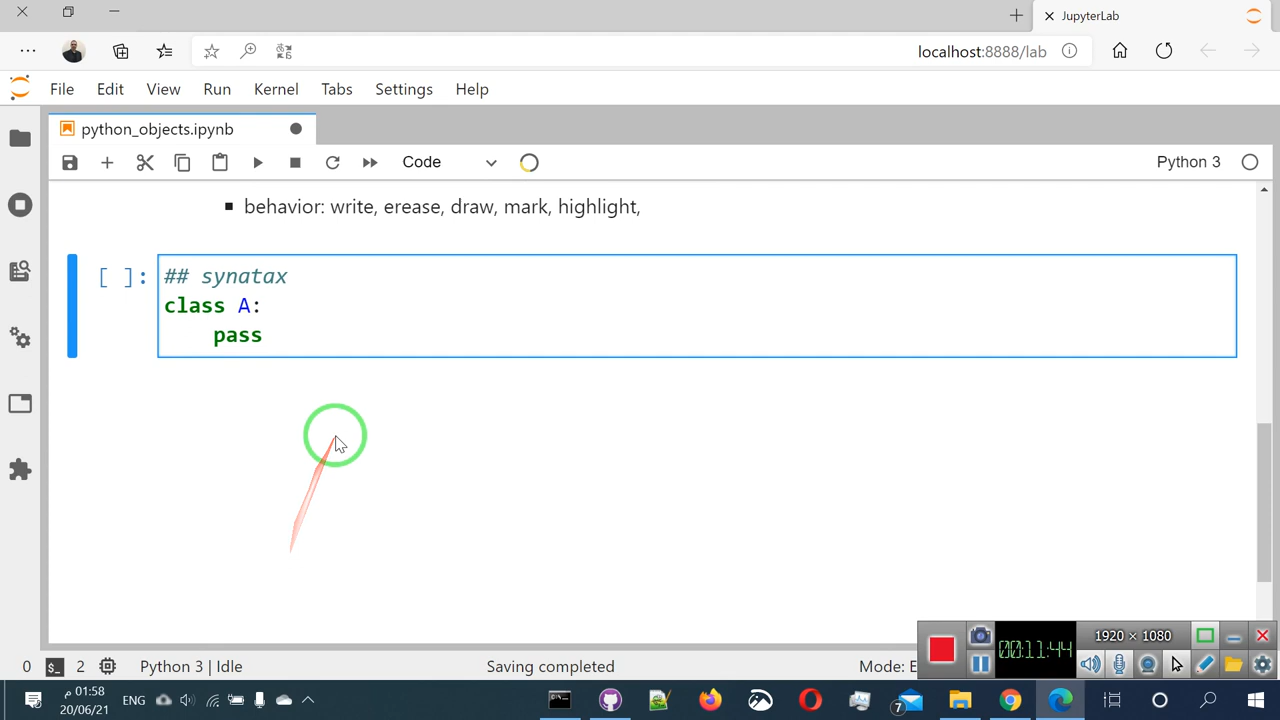 JupyterLab
localhost:8888/lab
File Edit View Run Kernel Tabs Settings Help
python_objects.ipynb
Code
Python 3
▪ behavior: write, erease, draw, mark, highlight,
[ ]:
## synatax
class A:
    pass
00:11:44
1920 × 1080
0 $_ 2 Python 3 | Idle
Saving completed
Mode: E
01:58 م
20/06/21
ENG
7